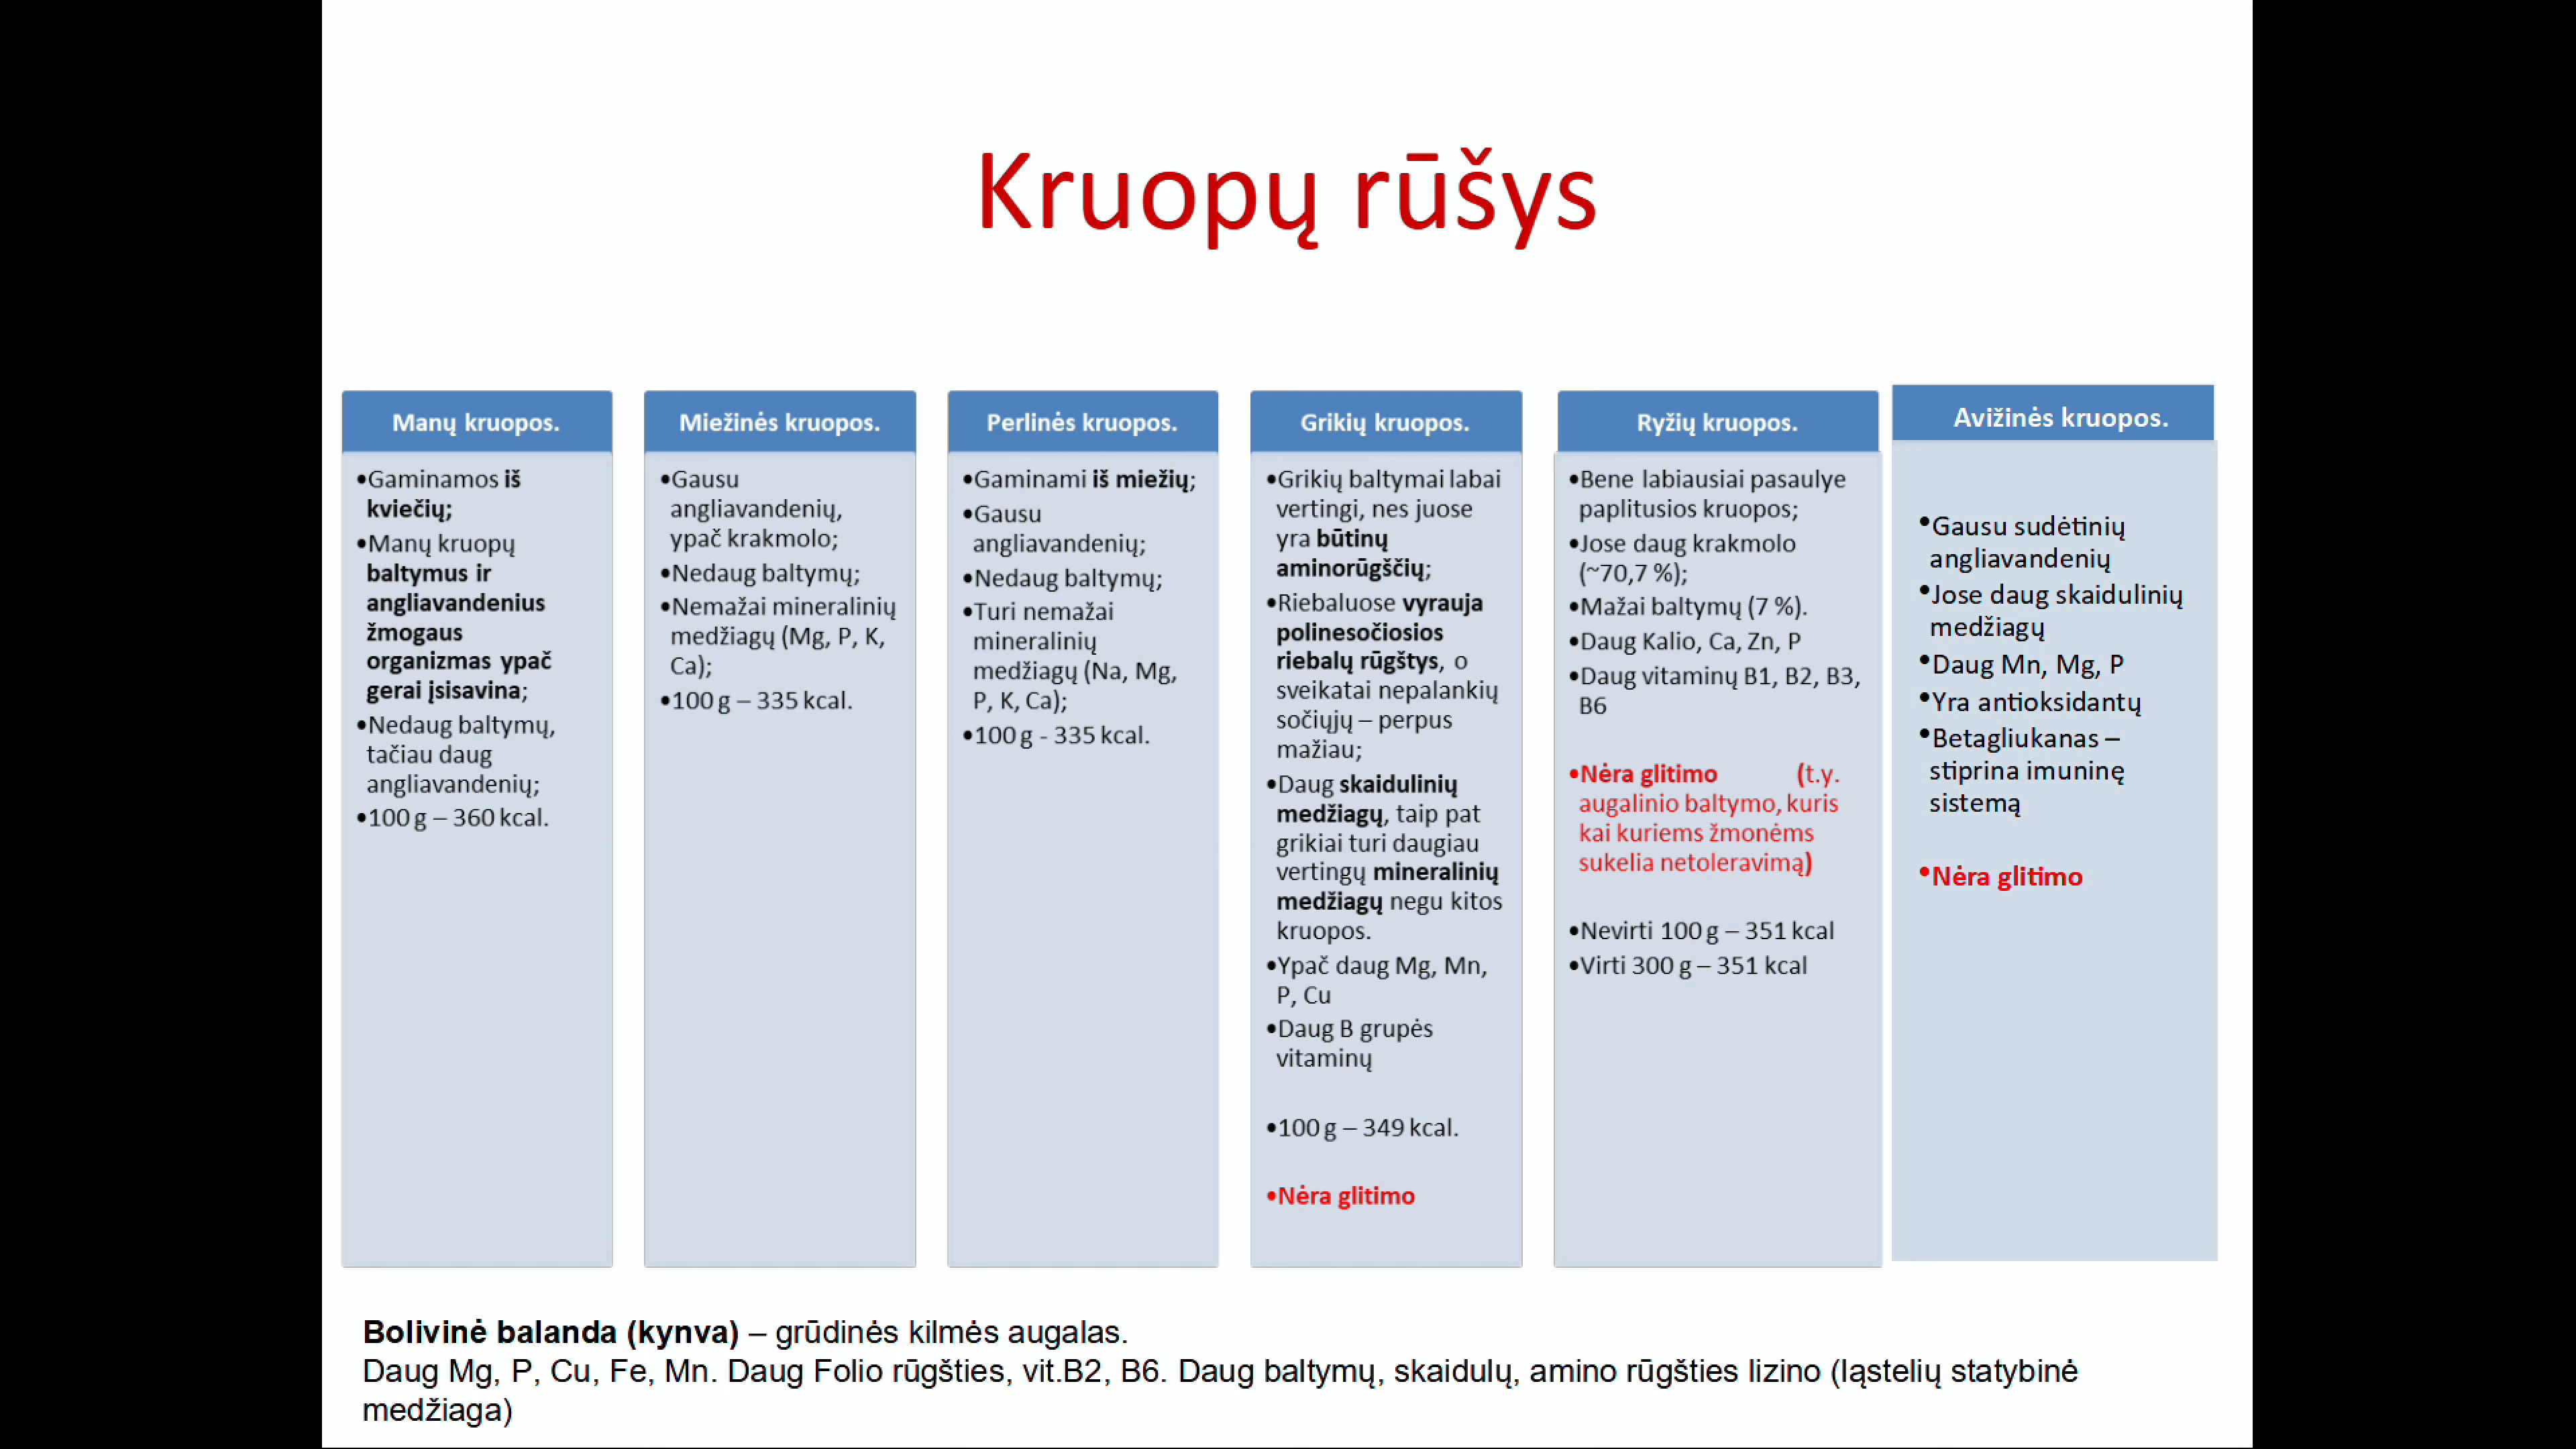 Kruopų rūšys
Manų kruopos.
•Gaminamos iš
kviečių;
•Manų kruopų
baltymus ir
angliavandenius
žmogaus
organizmas ypač
gerai įsisavina;
•Nedaug baltymų,
tačiau daug
angliavandenių;
•100 g – 360 kcal.
Miežinės kruopos.
•Gausu
angliavandenių,
ypač krakmolo;
•Nedaug baltymų;
•Nemažai mineralinių
medžiagų (Mg, P, K,
Ca);
•100 g – 335 kcal.
Perlinės kruopos.
•Gaminami iš miežių;
•Gausu
angliavandenių;
•Nedaug baltymų;
•Turi nemažai
mineralinių
medžiagų (Na, Mg,
P, K, Ca);
•100 g - 335 kcal.
Grikių kruopos.
•Grikių baltymai labai
vertingi, nes juose
yra būtinų
aminorūgščių;
•Riebaluose vyrauja
polinesočiosios
riebalų rūgštys, o
sveikatai nepalankių
sočiųjų – perpus
mažiau;
•Daug skaidulinių
medžiagų, taip pat
grikiai turi daugiau
vertingų mineralinių
medžiagų negu kitos
kruopos.
•Ypač daug Mg, Mn,
P, Cu
•Daug B grupės
vitaminų
•100 g – 349 kcal.
•Nėra glitimo
Ryžių kruopos.
•Bene labiausiai pasaulye
paplitusios kruopos;
•Jose daug krakmolo
(~70,7 %);
•Mažai baltymų (7 %).
•Daug Kalio, Ca, Zn, P
•Daug vitaminų B1, B2, B3,
B6
•Nėra glitimo (t.y.
augalinio baltymo, kuris
kai kuriems žmonėms
sukelia netoleravimą)
•Nevirti 100 g – 351 kcal
•Virti 300 g – 351 kcal
Avižinės kruopos.
•Gausu sudėtinių
angliavandenių
•Jose daug skaidulinių
medžiagų
•Daug Mn, Mg, P
•Yra antioksidantų
•Betagliukanas –
stiprina imuninę
sistemą
•Nėra glitimo
Bolivinė balanda (kynva) – grūdinės kilmės augalas.
Daug Mg, P, Cu, Fe, Mn. Daug Folio rūgšties, vit.B2, B6. Daug baltymų, skaidulų, amino rūgšties lizino (ląstelių statybinė
medžiaga)